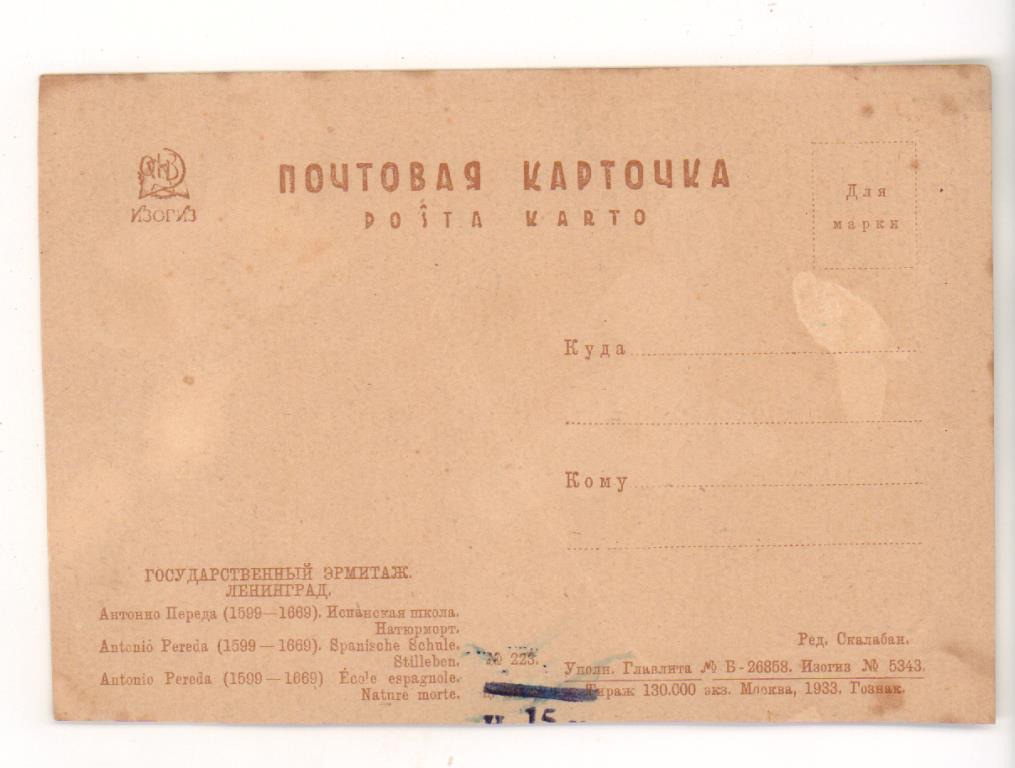 ИЗОГИЗ
ПОЧТОВАЯ КАРТОЧКА
POŜTA KARTO
Для
марки
Куда
Кому
ГОСУДАРСТВЕННЫЙ ЭРМИТАЖ.
ЛЕНИНГРАД.
Антонио Переда (1599—1669). Испанская школа.
Натюрморт.
Antonio Pereda (1599—1669). Spanische Schule.
Stilleben.
Antonio Pereda (1599—1669) École espagnole.
Nature morte.
№ 223.
15
Ред. Скалабан.
Уполн. Главлита № Б-26858. Изогиз № 5343.
Тираж 130.000 экз. Москва, 1933. Гознак.